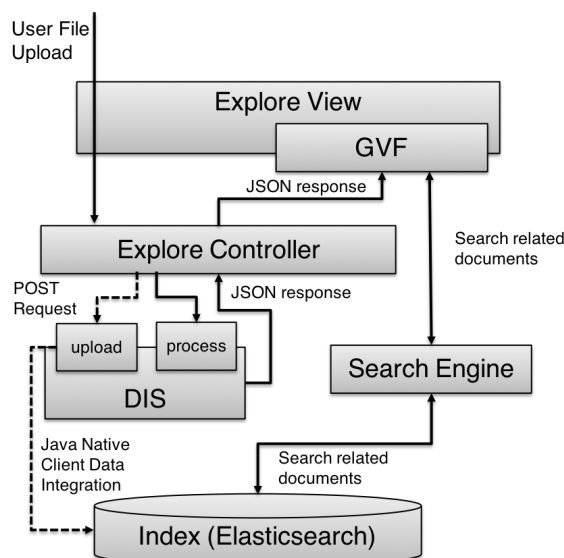 User File
Upload
Explore View
GVF
JSON response
Explore Controller
Search related
documents
POST
Request
JSON response
upload
process
DIS
Search Engine
Java Native
Client Data
Integration
Search related
documents
Index (Elasticsearch)